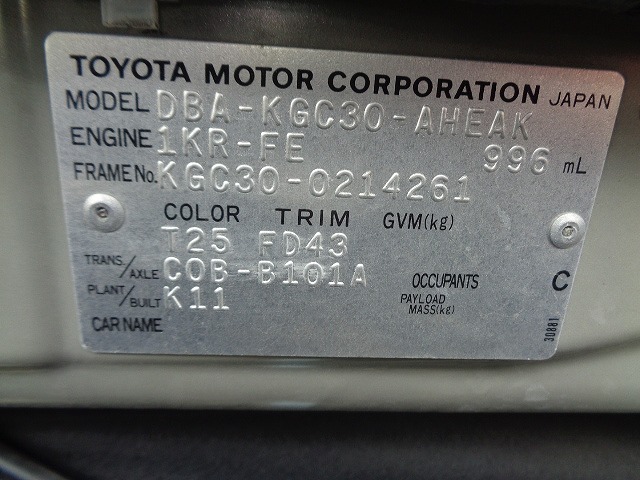 TOYOTA MOTOR CORPORATION JAPAN
MODEL DBA-KGC30-AHEAK
ENGINE 1KR-FE 996 mL
FRAME No. KGC30-0214261
COLOR TRIM GVM(kg)
T25 FD43
TRANS/AXLE C0B-B101A OCCUPANTS C
PLANT/BUILT K11 PAYLOAD MASS(kg)
CAR NAME
30881